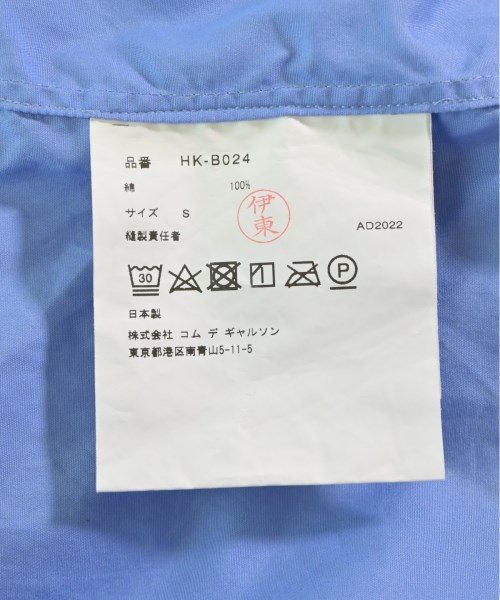 品番 HK-B024
綿 100%
サイズ S
縫製責任者
伊東
AD2022
30
P
日本製
株式会社 コム デ ギャルソン
東京都港区南青山5-11-5